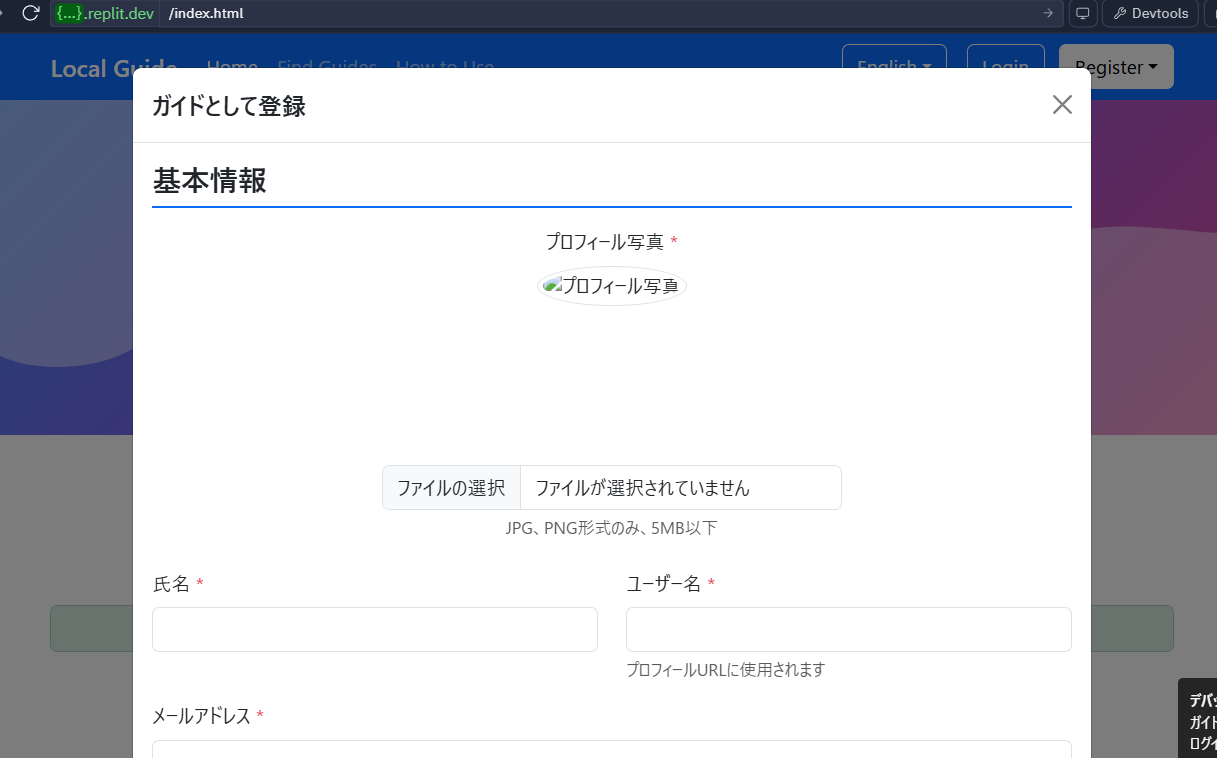 {...}.replit.dev /index.html
Devtools
Local Guide Home Find Guides How to Use English Login Register
ガイドとして登録
基本情報
プロフィール写真 *
プロフィール写真
ファイルの選択 ファイルが選択されていません
JPG、PNG形式のみ、5MB以下
氏名 *
ユーザー名 *
プロフィールURLに使用されます
メールアドレス *
デバッ
ガイド
ログイ